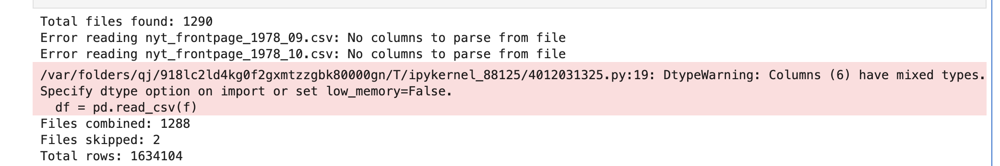 Total files found: 1290
Error reading nyt_frontpage_1978_09.csv: No columns to parse from file
Error reading nyt_frontpage_1978_10.csv: No columns to parse from file
/var/folders/qj/918lc2ld4kg0f2gxmtzzgbk80000gn/T/ipykernel_88125/4012031325.py:19: DtypeWarning: Columns (6) have mixed types.
Specify dtype option on import or set low_memory=False.
  df = pd.read_csv(f)
Files combined: 1288
Files skipped: 2
Total rows: 1634104